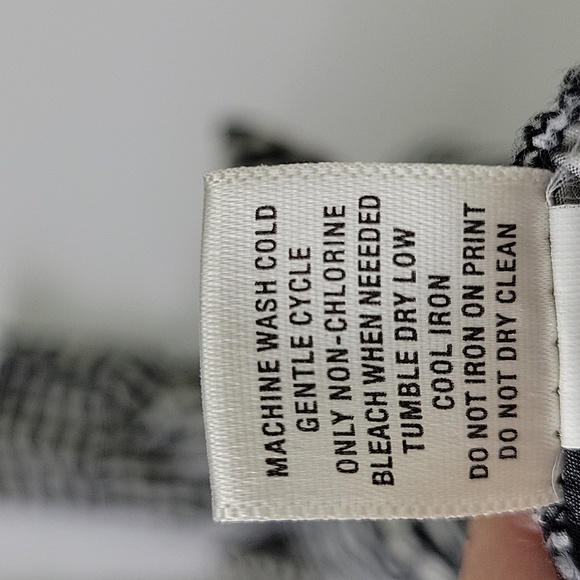 MACHINE WASH COLD
GENTLE CYCLE
ONLY NON-CHLORINE
BLEACH WHEN NEEEDED
TUMBLE DRY LOW
COOL IRON
DO NOT IRON ON PRINT
DO NOT DRY CLEAN